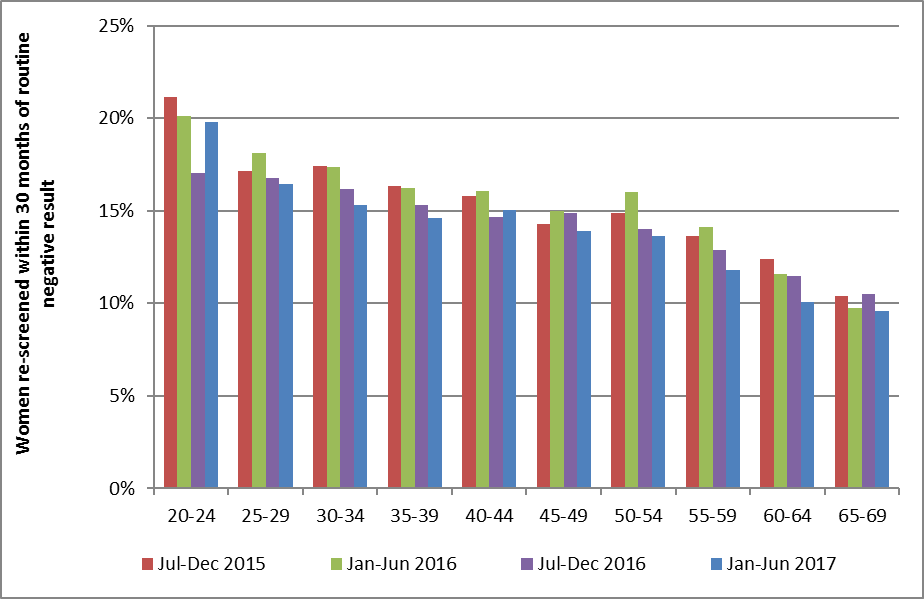 Women re-screened within 30 months of routine
negative result
25%
20%
15%
10%
5%
0%
20-24 25-29 30-34 35-39 40-44 45-49 50-54 55-59 60-64 65-69
Jul-Dec 2015 Jan-Jun 2016 Jul-Dec 2016 Jan-Jun 2017